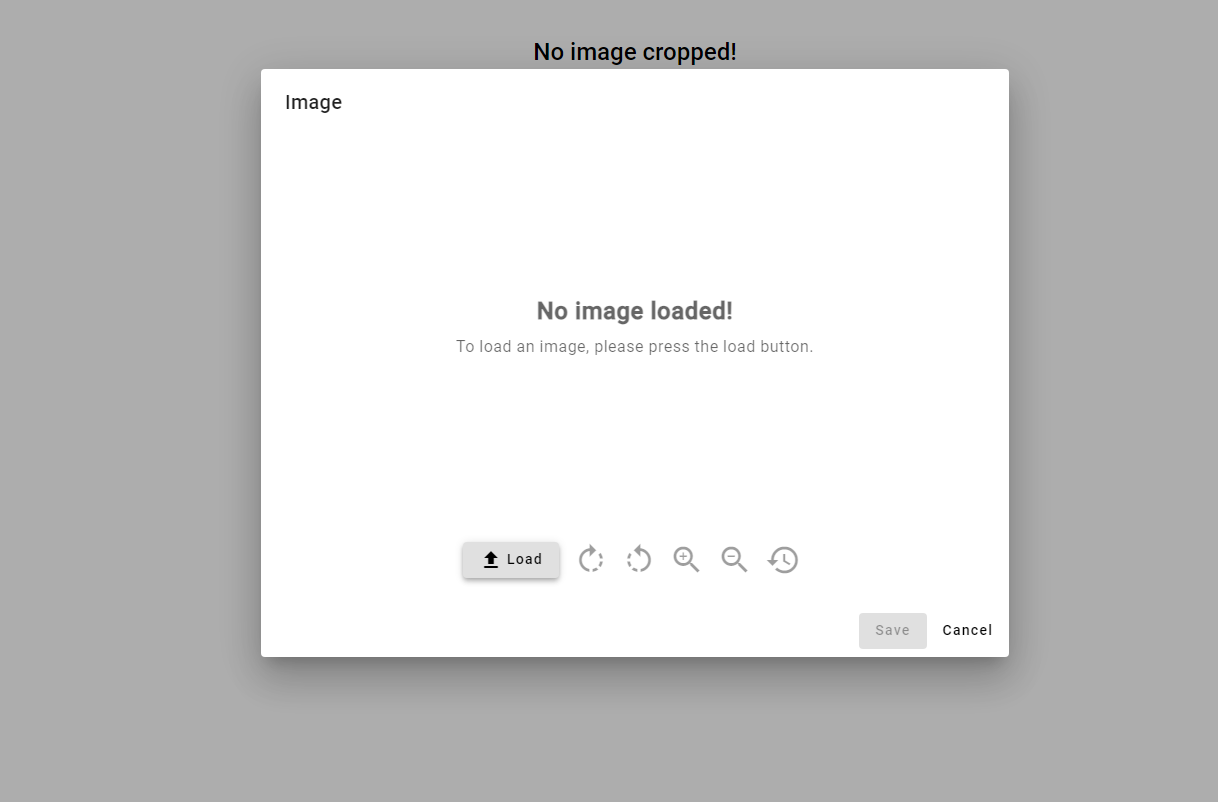 No image cropped!
Image
No image loaded!
To load an image, please press the load button.
Load
Save Cancel